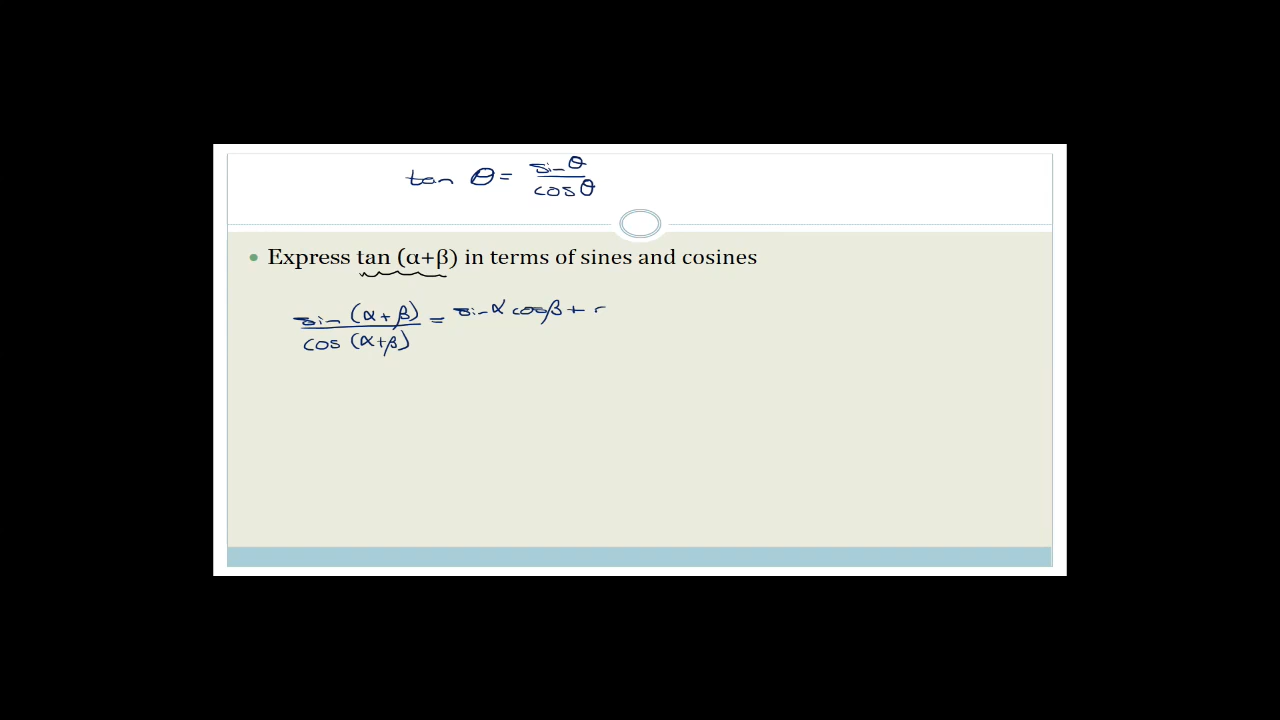 tan θ = sin θ / cos θ
• Express tan (α+β) in terms of sines and cosines
sin (α+β) / cos (α+β) = sin α cos β +